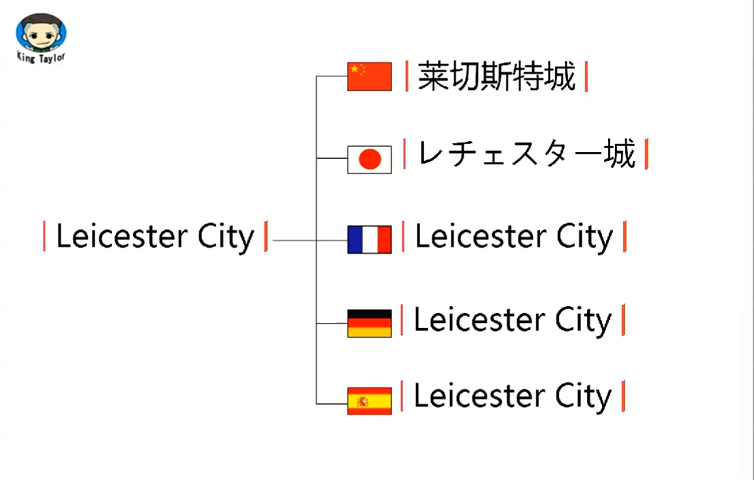 King Taylor
莱切斯特城
レチェスター城
Leicester City
Leicester City
Leicester City
Leicester City